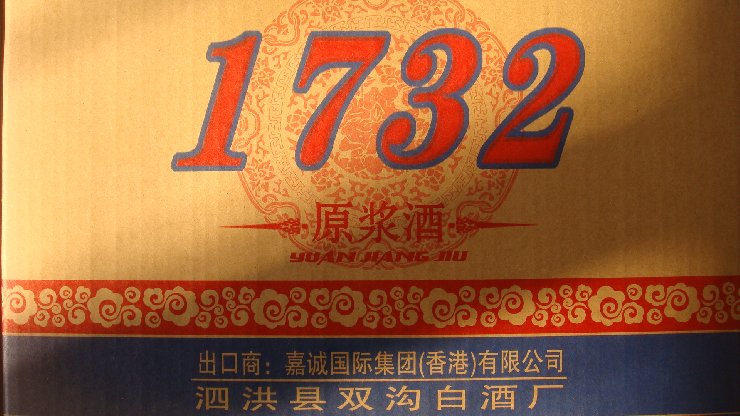 1732
原浆酒
YUAN JIANG JIU
出口商：嘉诚国际集团(香港)有限公司
泗洪县双沟白酒厂